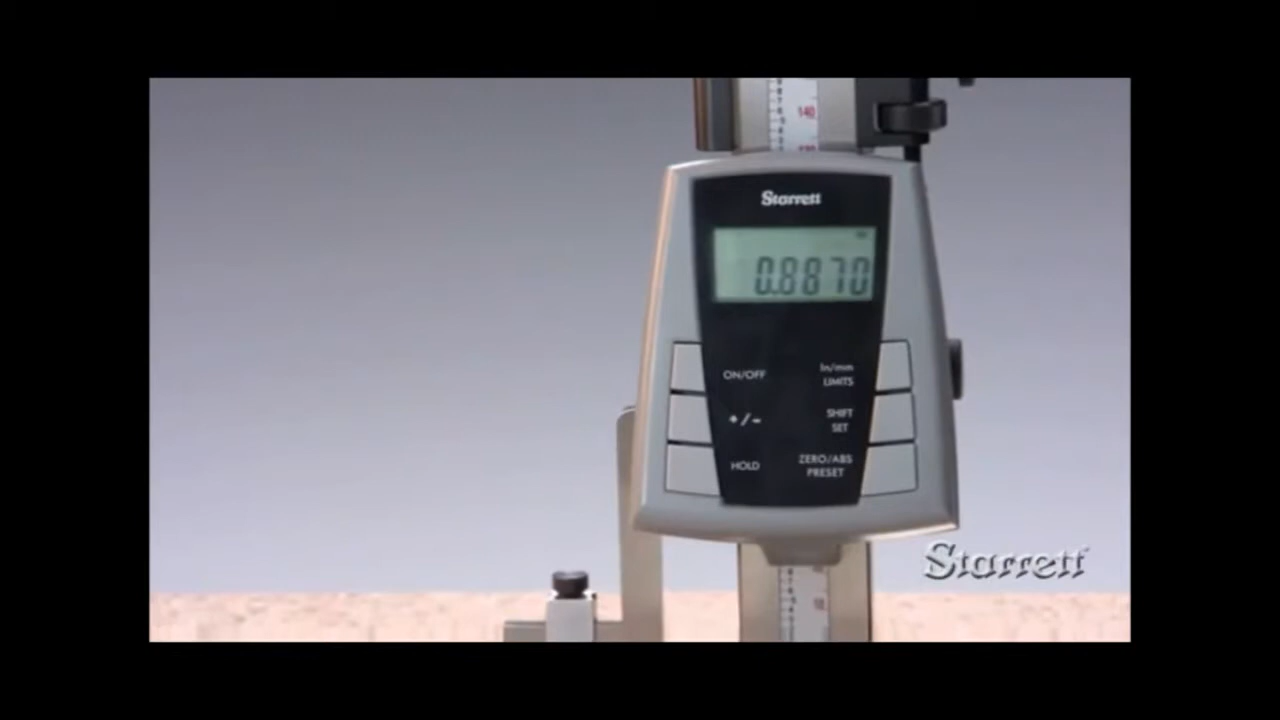 140
Starrett
0.8870
ON/OFF
In/mm
LIMITS
+/-
SHIFT
SET
HOLD
ZERO/ABS
PRESET
Starrett